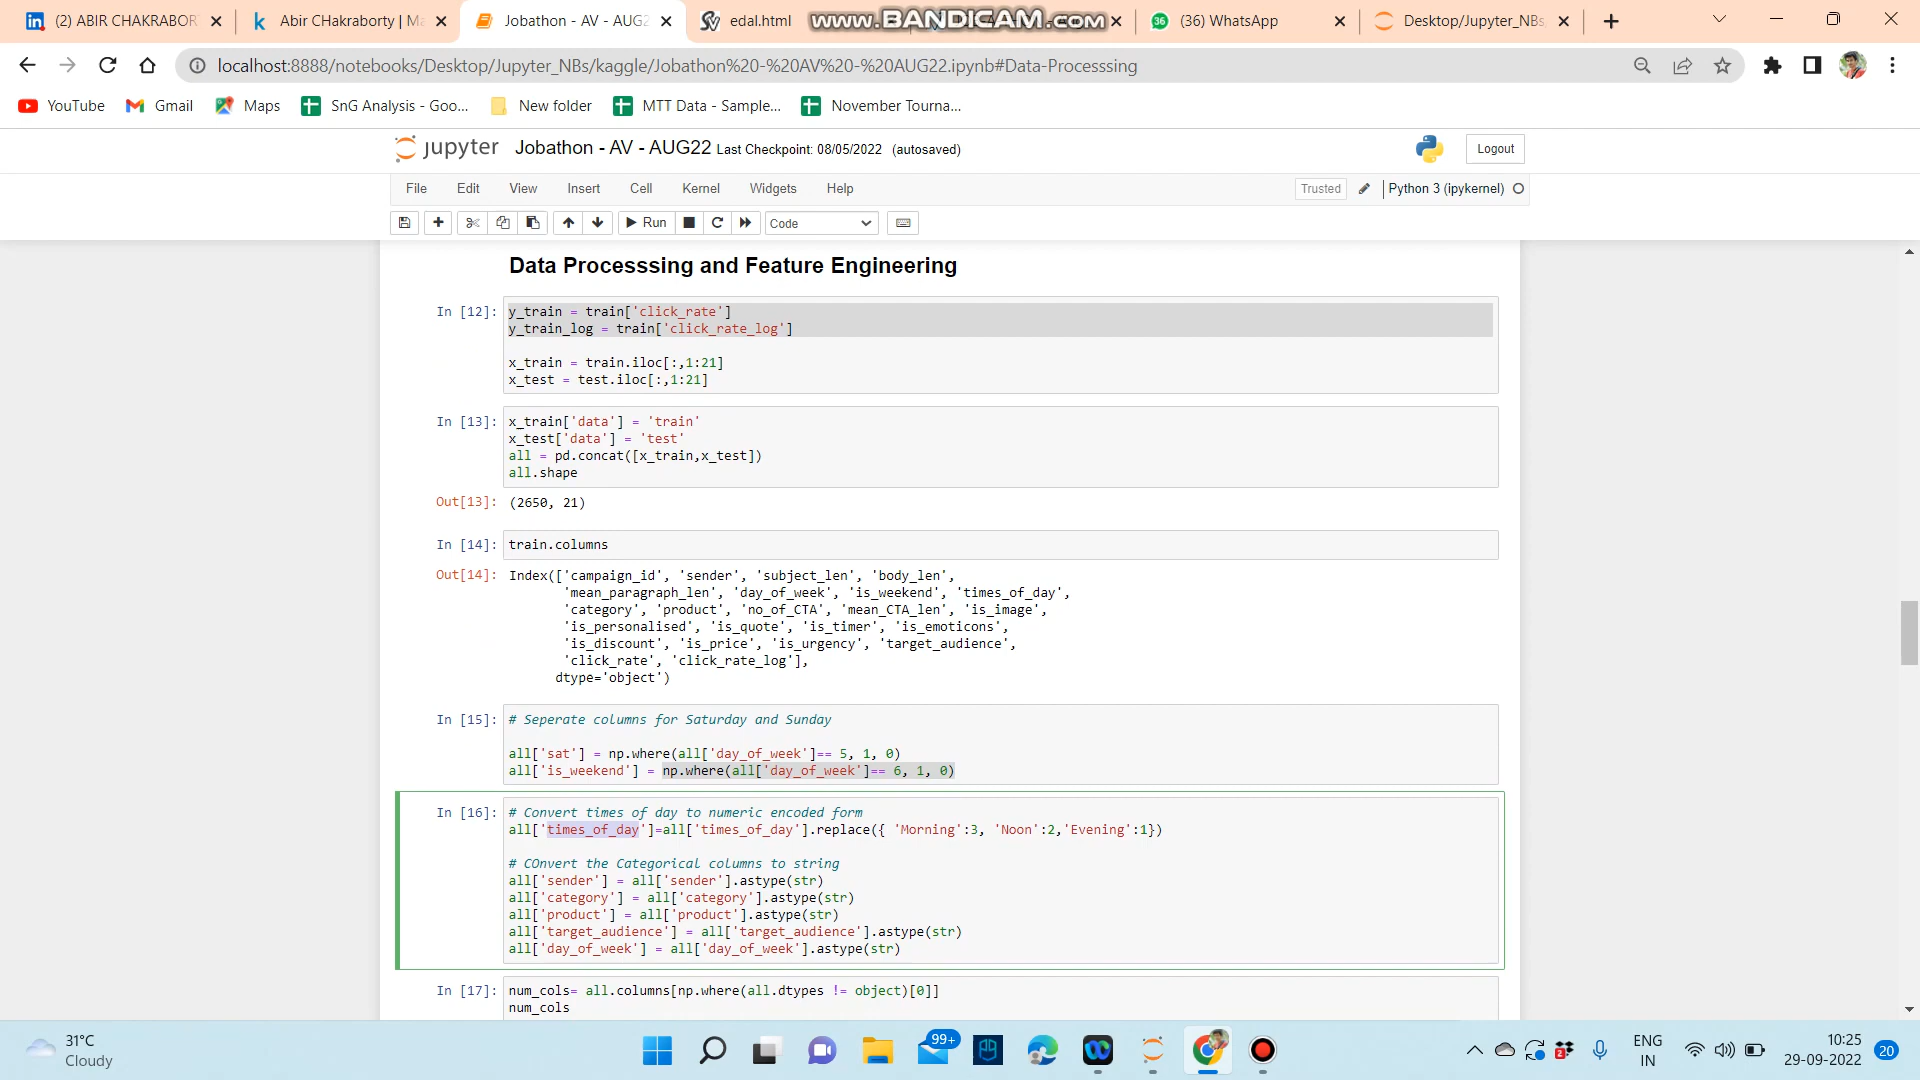 (2) ABIR CHAKRABOR
Abir CHakraborty | Ma
Jobathon - AV - AUG2
edal.html
www.BANDICAM.com
(36) WhatsApp
Desktop/Jupyter_NBs
localhost:8888/notebooks/Desktop/Jupyter_NBs/kaggle/Jobathon%20-%20AV%20-%20AUG22.ipynb#Data-Processsing
YouTube
Gmail
Maps
SnG Analysis - Goo...
New folder
MTT Data - Sample...
November Tourna...
jupyter
Jobathon - AV - AUG22 Last Checkpoint: 08/05/2022 (autosaved)
Logout
File Edit View Insert Cell Kernel Widgets Help
Trusted
Python 3 (ipykernel)
Run
Code
Data Processsing and Feature Engineering
In [12]: y_train = train['click_rate']
y_train_log = train['click_rate_log']
x_train = train.iloc[:,1:21]
x_test = test.iloc[:,1:21]
In [13]: x_train['data'] = 'train'
x_test['data'] = 'test'
all = pd.concat([x_train,x_test])
all.shape
Out[13]: (2650, 21)
In [14]: train.columns
Out[14]: Index(['campaign_id', 'sender', 'subject_len', 'body_len',
'mean_paragraph_len', 'day_of_week', 'is_weekend', 'times_of_day',
'category', 'product', 'no_of_CTA', 'mean_CTA_len', 'is_image',
'is_personalised', 'is_quote', 'is_timer', 'is_emoticons',
'is_discount', 'is_price', 'is_urgency', 'target_audience',
'click_rate', 'click_rate_log'],
dtype='object')
In [15]: # Seperate columns for Saturday and Sunday
all['sat'] = np.where(all['day_of_week']== 5, 1, 0)
all['is_weekend'] = np.where(all['day_of_week']== 6, 1, 0)
In [16]: # Convert times of day to numeric encoded form
all['times_of_day']=all['times_of_day'].replace({ 'Morning':3, 'Noon':2,'Evening':1})
# COnvert the Categorical columns to string
all['sender'] = all['sender'].astype(str)
all['category'] = all['category'].astype(str)
all['product'] = all['product'].astype(str)
all['target_audience'] = all['target_audience'].astype(str)
all['day_of_week'] = all['day_of_week'].astype(str)
In [17]: num_cols= all.columns[np.where(all.dtypes != object)[0]]
num_cols
31°C
Cloudy
99+
ENG
IN
10:25
29-09-2022
20